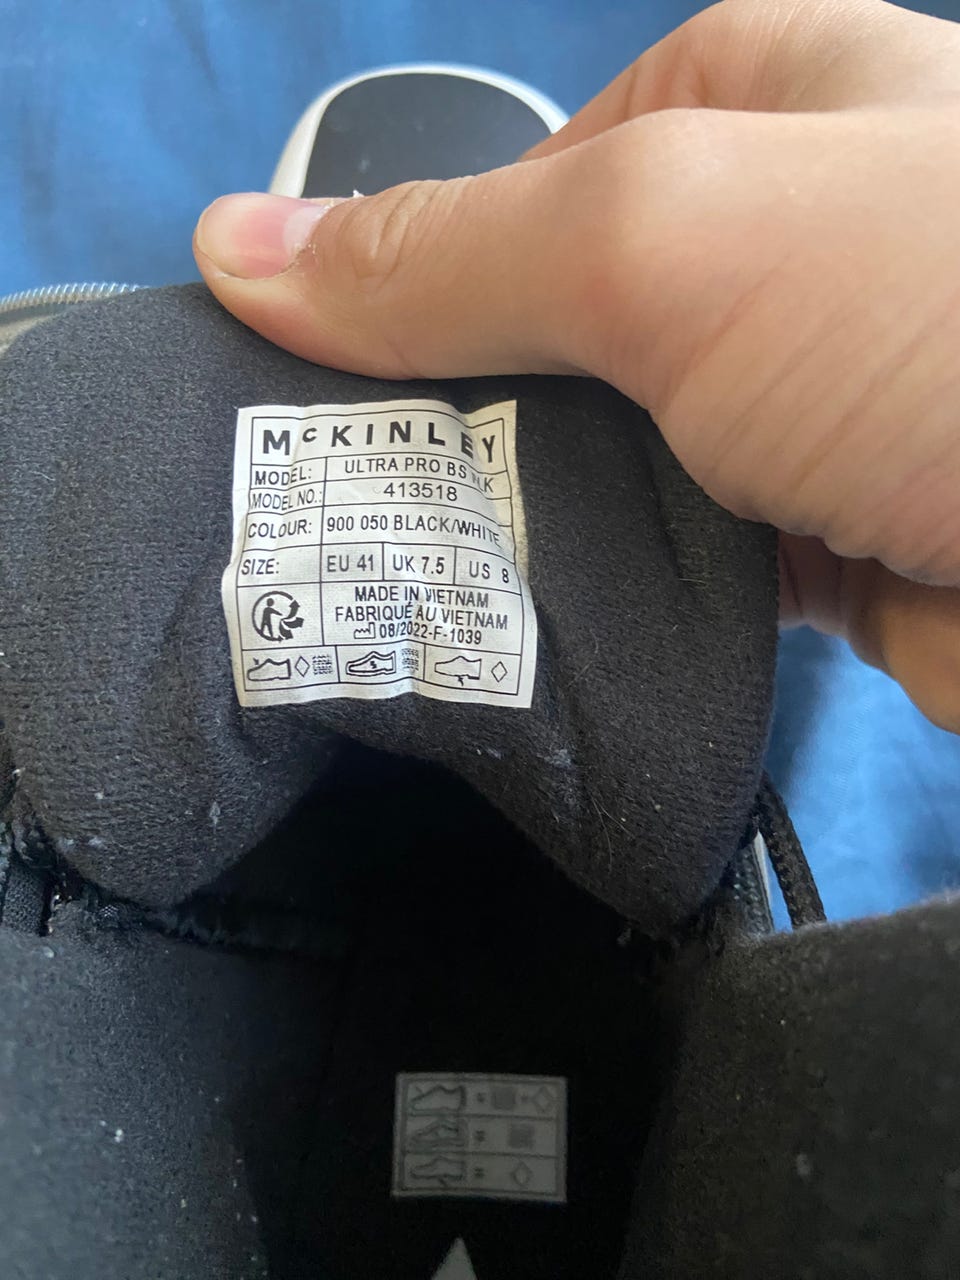 McKINLEY
MODEL: ULTRA PRO BS
MODEL NO.: 413518
COLOUR: 900 050 BLACK/WHITE
SIZE: EU 41 UK 7.5 US 8
MADE IN VIETNAM
FABRIQUÉ AU VIETNAM
08/2022-F-1039